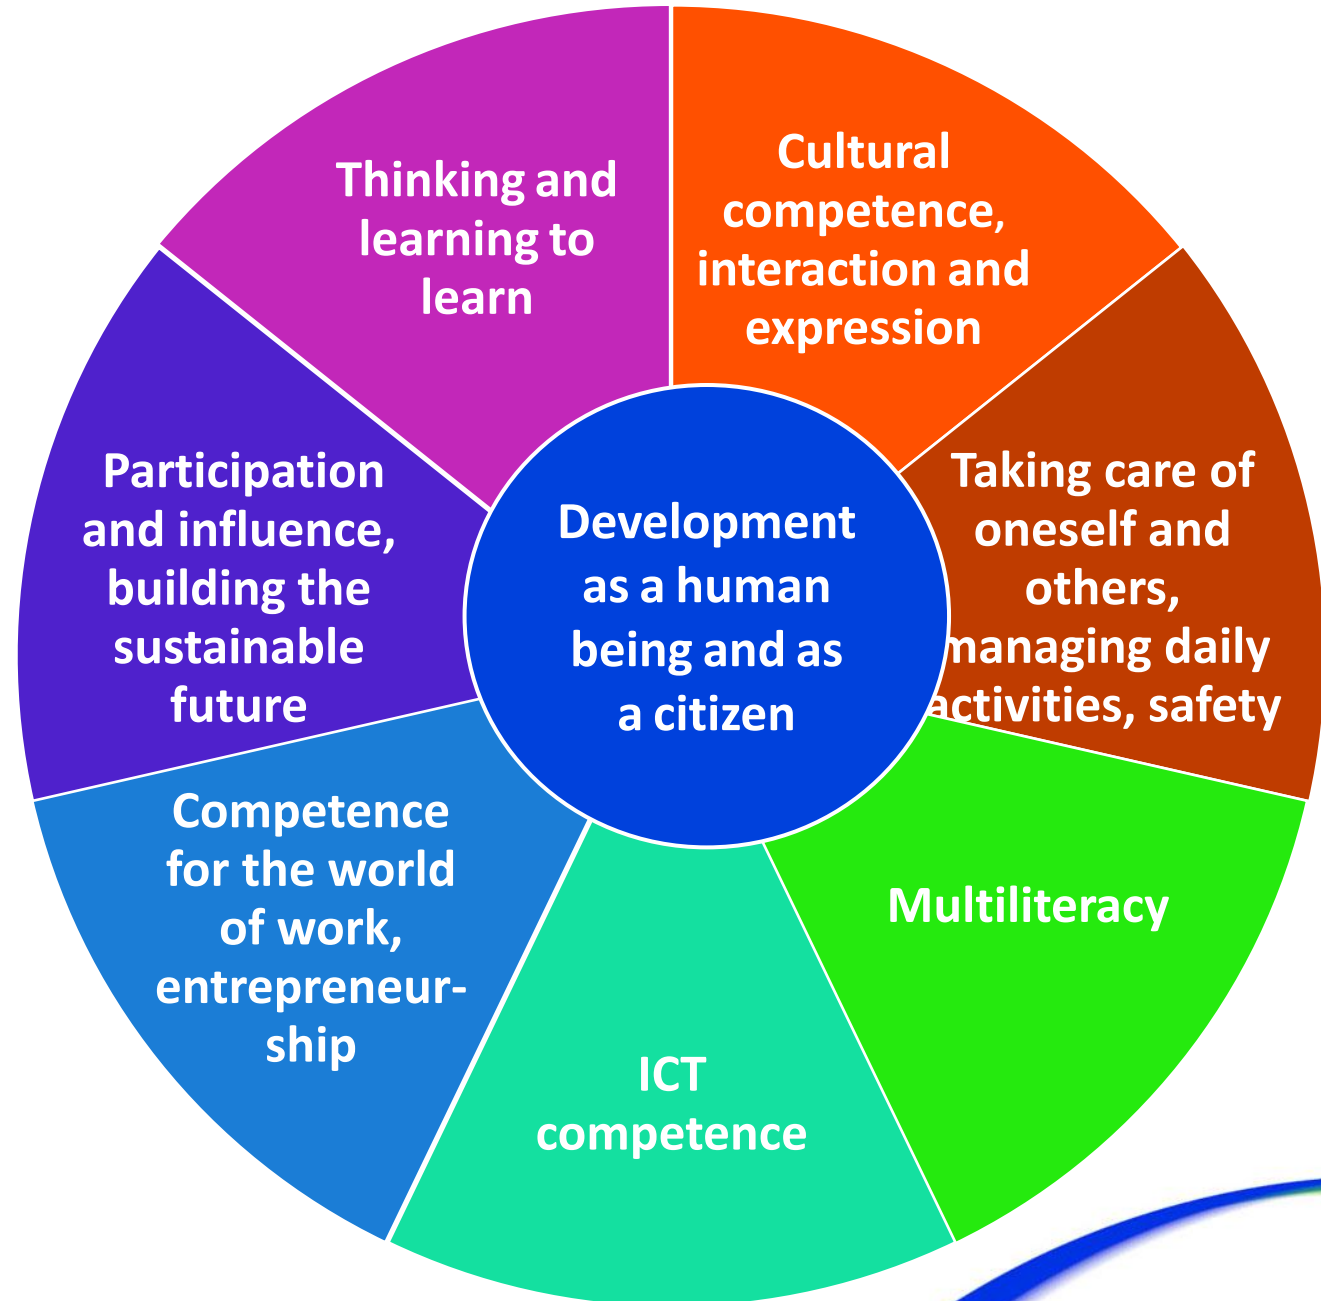 Thinking and
learning to
learn
Cultural
competence,
interaction and
expression
Participation
and influence,
building the
sustainable
future
Development
as a human
being and as
a citizen
Taking care of
oneself and
others,
managing daily
activities, safety
Competence
for the world
of work,
entrepreneur-
ship
Multiliteracy
ICT
competence